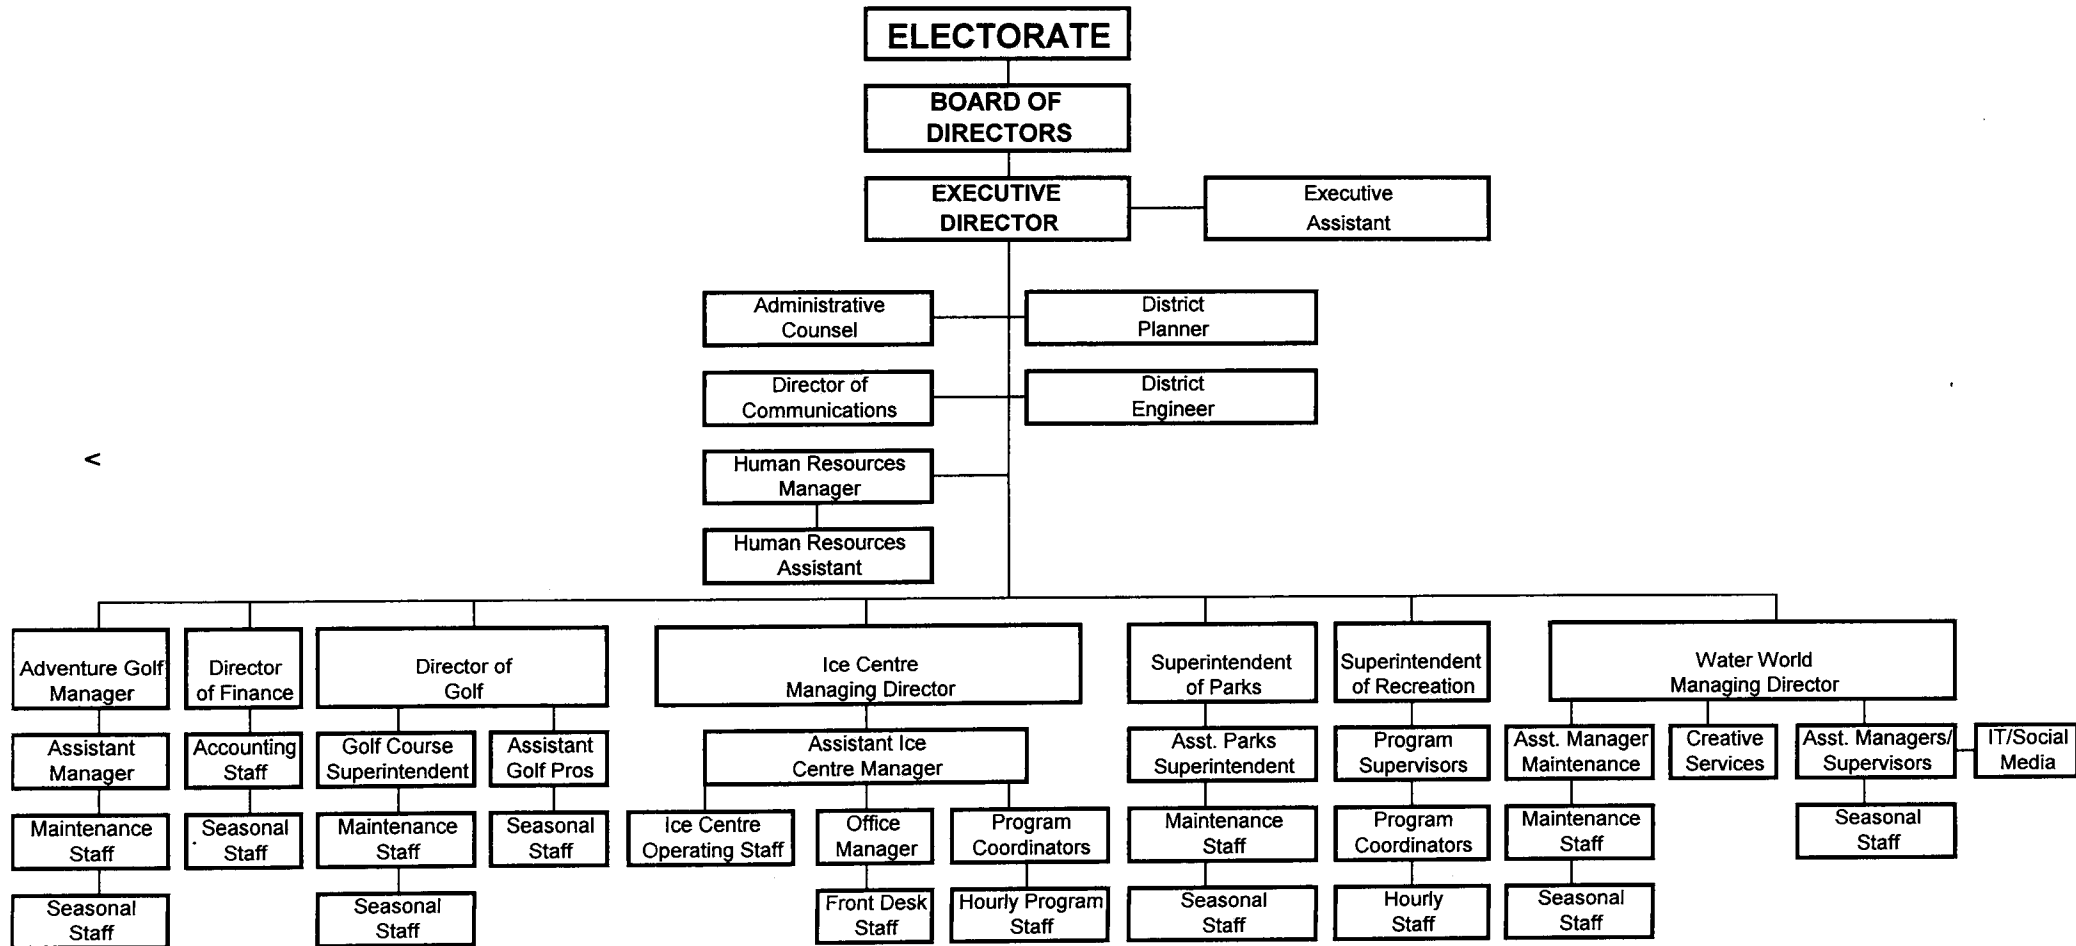 ELECTORATE
BOARD OF
DIRECTORS
EXECUTIVE
DIRECTOR
Executive
Assistant
Administrative
Counsel
District
Planner
Director of
Communications
District
Engineer
<
Human Resources
Manager
Human Resources
Assistant
Adventure Golf
Manager
Director
of Finance
Director of
Golf
Ice Centre
Managing Director
Superintendent
of Parks
Superintendent
of Recreation
Water World
Managing Director
Assistant
Manager
Accounting
Staff
Golf Course
Superintendent
Assistant
Golf Pros
Assistant Ice
Centre Manager
Asst. Parks
Superintendent
Program
Supervisors
Asst. Manager
Maintenance
Creative
Services
Asst. Managers/
Supervisors
IT/Social
Media
Maintenance
Staff
Seasonal
Staff
Maintenance
Staff
Seasonal
Staff
Ice Centre
Operating Staff
Office
Manager
Program
Coordinators
Maintenance
Staff
Program
Coordinators
Maintenance
Staff
Seasonal
Staff
Seasonal
Staff
Seasonal
Staff
Front Desk
Staff
Hourly Program
Staff
Seasonal
Staff
Hourly
Staff
Seasonal
Staff